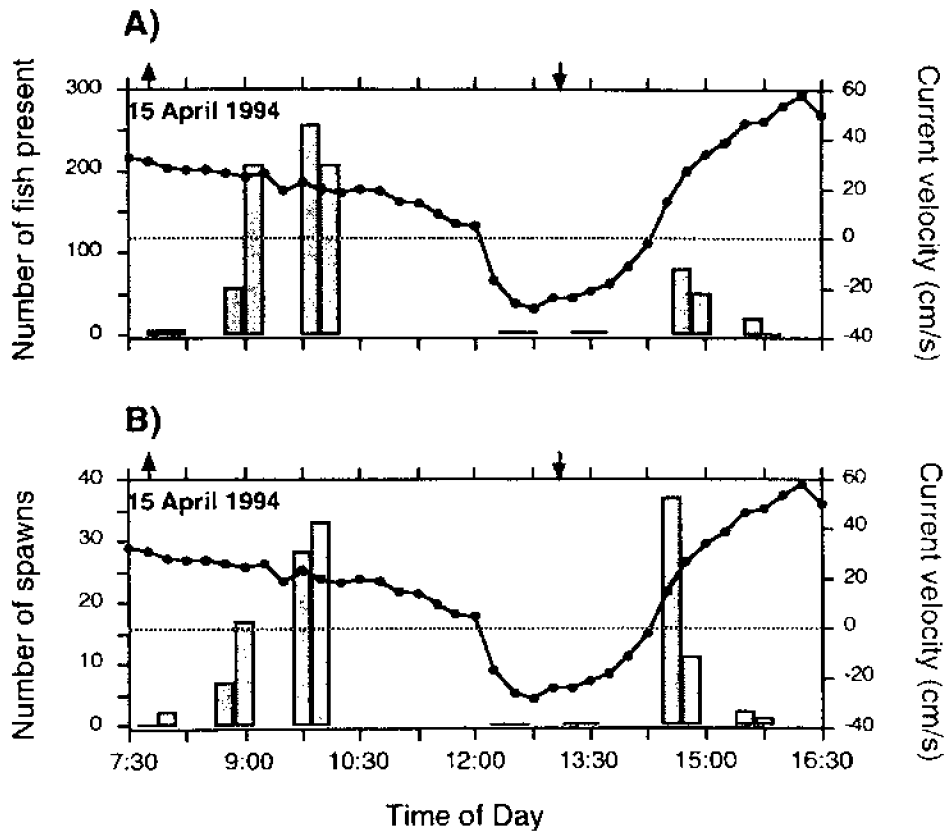 A)
Number of fish present
300
200
100
0
15 April 1994
60
40
20
0
-20
-40
Current velocity (cm/s)
B)
Number of spawns
40
30
20
10
0
15 April 1994
60
40
20
0
-20
-40
Current velocity (cm/s)
7:30 9:00 10:30 12:00 13:30 15:00 16:30
Time of Day